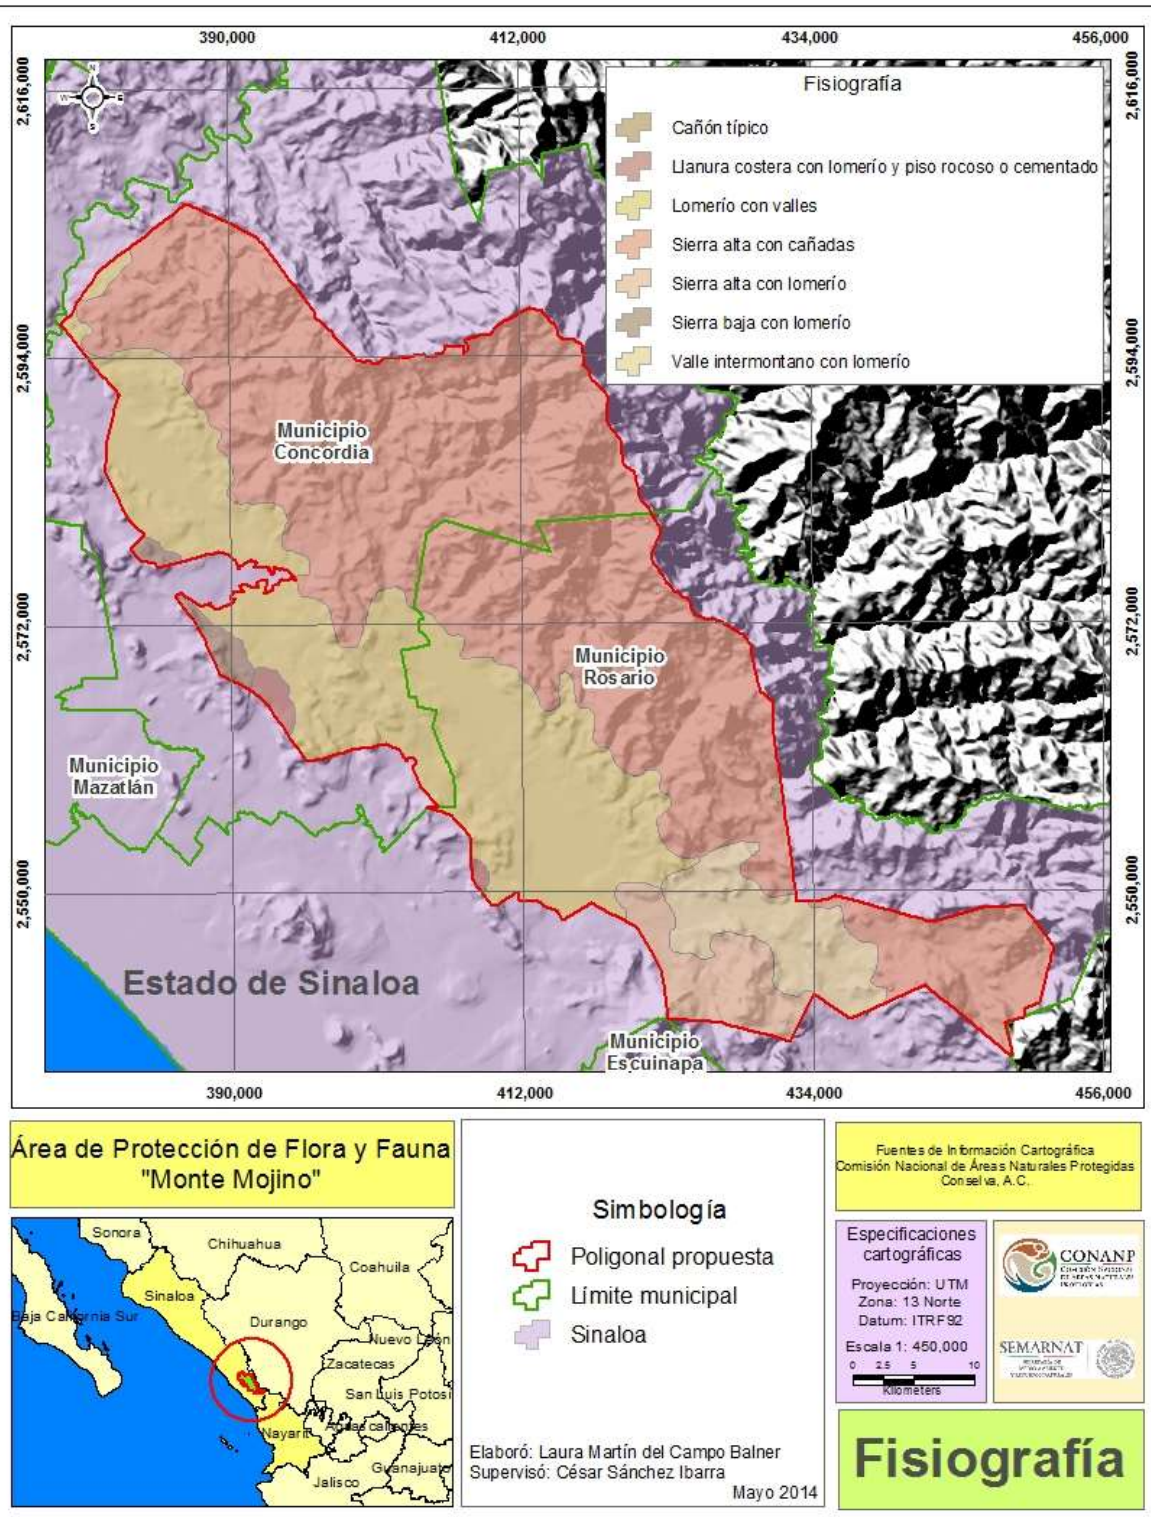 390,000
412,000
434,000
456,000
2,616,000
2,616,000
N
W
E
S
Fisiografía
Cañón típico
Llanura costera con lomerío y piso rocoso o cementado
Lomerío con valles
Sierra alta con cañadas
Sierra alta con lomerío
Sierra baja con lomerío
Valle intermontano con lomerío
2,594,000
2,594,000
Municipio
Concordia
2,572,000
2,572,000
Municipio
Rosario
Municipio
Mazatlán
2,550,000
2,550,000
Estado de Sinaloa
Municipio
Escuinapa
390,000
412,000
434,000
456,000
Área de Protección de Flora y Fauna
"Monte Mojino"
Sonora
Chihuahua
Coahuila
Sinaloa
Baja California Sur
Durango
Nuevo León
Zacatecas
San Luis Potosí
Nayarit
Aguascalientes
Guanajuato
Jalisco
Simbología
Poligonal propuesta
Límite municipal
Sinaloa
Elaboró: Laura Martín del Campo Balner
Supervisó: César Sánchez Ibarra
Mayo 2014
Fuentes de Información Cartográfica
Comisión Nacional de Áreas Naturales Protegidas
Conselva, A.C.
Especificaciones
cartográficas
Proyección: UTM
Zona: 13 Norte
Datum: ITRF92
Escala 1: 450,000
0 2.5 5 10
Kilometers
CONANP
COMISIÓN NACIONAL
DE ÁREAS NATURALES
PROTEGIDAS
SEMARNAT
Fisiografía